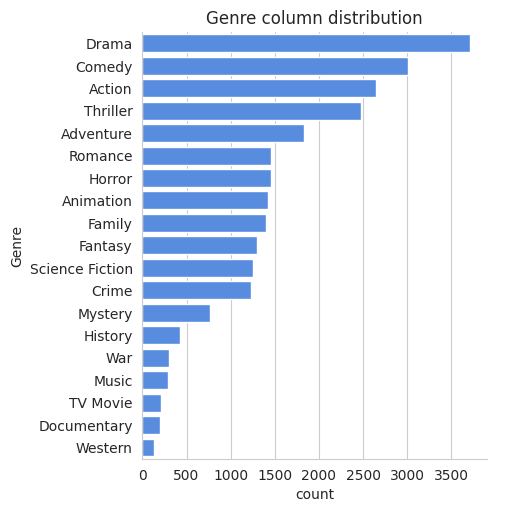 Genre column distribution
Genre
Drama
Comedy
Action
Thriller
Adventure
Romance
Horror
Animation
Family
Fantasy
Science Fiction
Crime
Mystery
History
War
Music
TV Movie
Documentary
Western
0 500 1000 1500 2000 2500 3000 3500
count